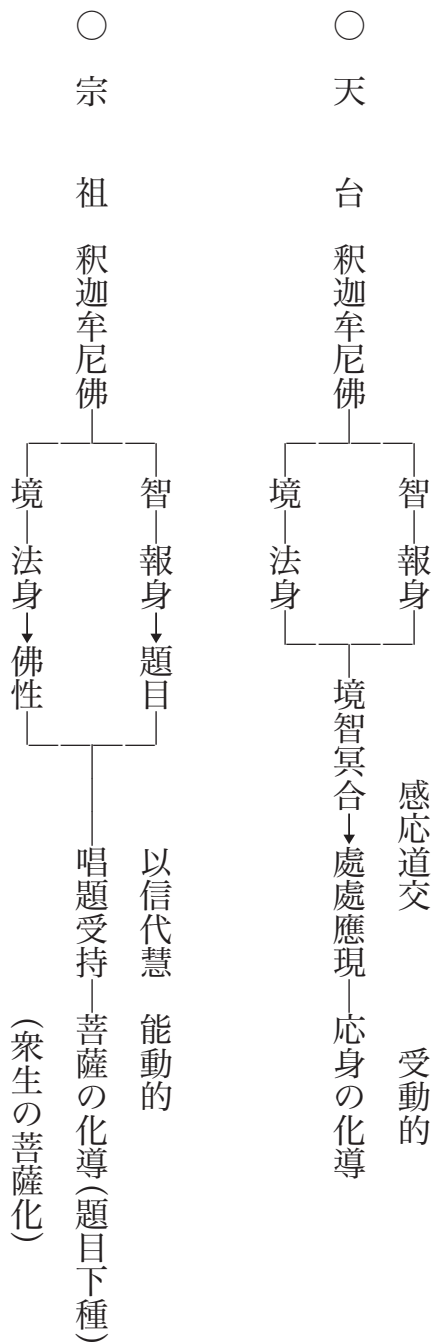 感応道交 受動的
智 報身
○ 天台 釈迦牟尼佛 境智冥合 處處應現 応身の化導
境 法身
以信代慧 能動的
智 報身 題目
○ 宗祖 釈迦牟尼佛 唱題受持 菩薩の化導(題目下種)
境 法身 佛性
(衆生の菩薩化)